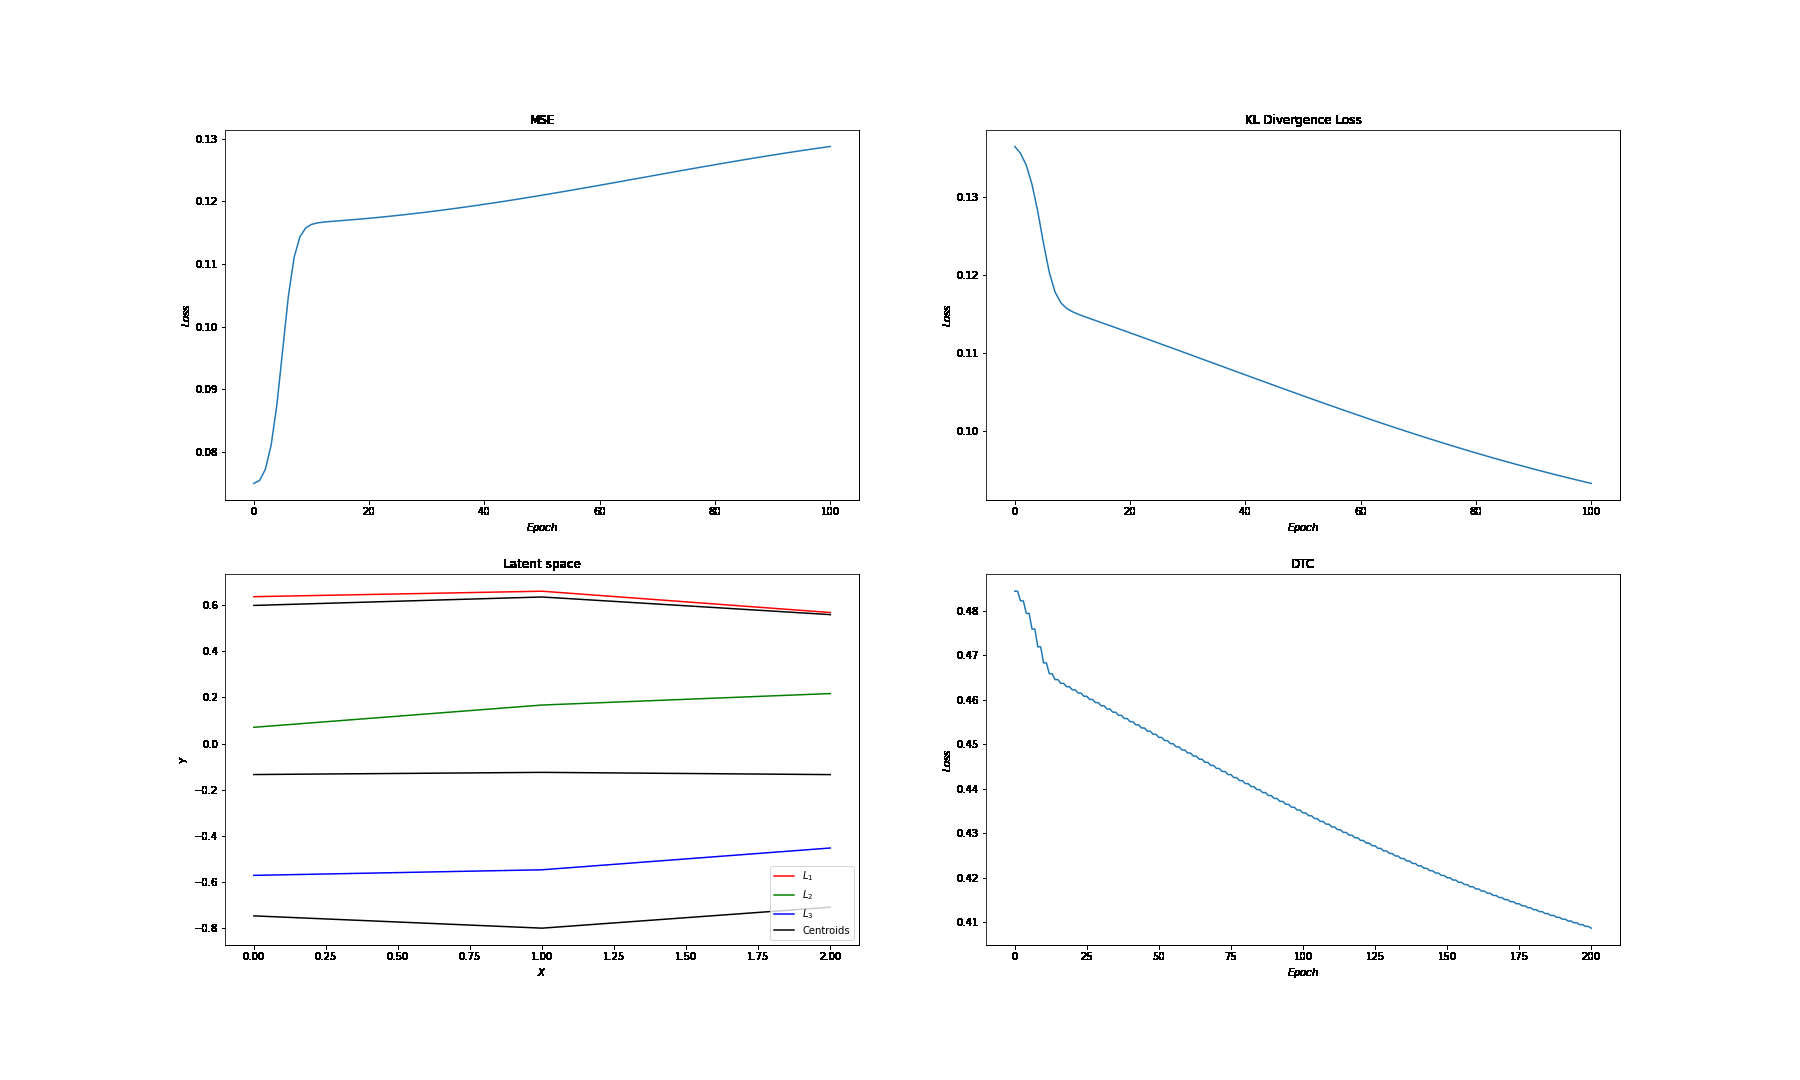 MSE
0.13
0.12
0.11
0.10
0.09
0.08
Loss
0 20 40 60 80 100
Epoch
KL Divergence Loss
0.13
0.12
0.11
0.10
Loss
0 20 40 60 80 100
Epoch
Latent space
0.6
0.4
0.2
0.0
−0.2
−0.4
−0.6
−0.8
Y
L1
L2
L3
Centroids
0.00 0.25 0.50 0.75 1.00 1.25 1.50 1.75 2.00
X
DTC
0.48
0.47
0.46
0.45
0.44
0.43
0.42
0.41
Loss
0 25 50 75 100 125 150 175 200
Epoch